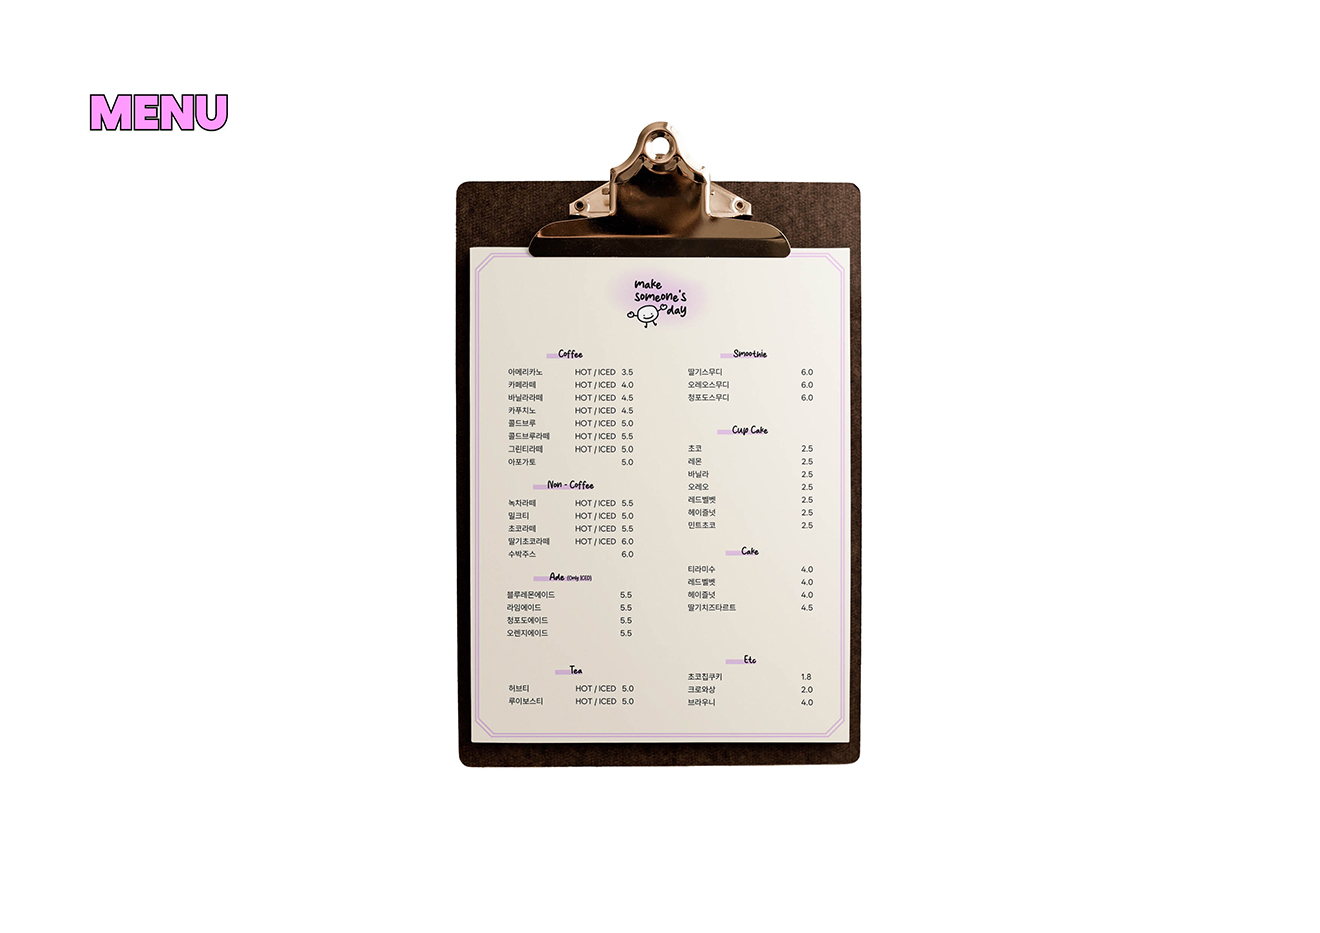 MENU
make
someone's
day
Coffee
아메리카노 HOT / ICED 3.5
카페라떼 HOT / ICED 4.0
바닐라라떼 HOT / ICED 4.5
카푸치노 HOT / ICED 4.5
콜드브루 HOT / ICED 5.0
콜드브루라떼 HOT / ICED 5.5
그린티라떼 HOT / ICED 5.0
아포가토 5.0
Non - Coffee
녹차라떼 HOT / ICED 5.5
밀크티 HOT / ICED 5.0
초코라떼 HOT / ICED 5.5
딸기초코라떼 HOT / ICED 6.0
수박주스 6.0
Ade (Only ICED)
블루레몬에이드 5.5
라임에이드 5.5
청포도에이드 5.5
오렌지에이드 5.5
Tea
허브티 HOT / ICED 5.0
루이보스티 HOT / ICED 5.0
Smoothie
딸기스무디 6.0
오레오스무디 6.0
청포도스무디 6.0
Cup Cake
초코 2.5
레몬 2.5
바닐라 2.5
오레오 2.5
레드벨벳 2.5
헤이즐넛 2.5
민트초코 2.5
Cake
티라미수 4.0
레드벨벳 4.0
헤이즐넛 4.0
딸기치즈타르트 4.5
Etc
초코칩쿠키 1.8
크로와상 2.0
브라우니 4.0